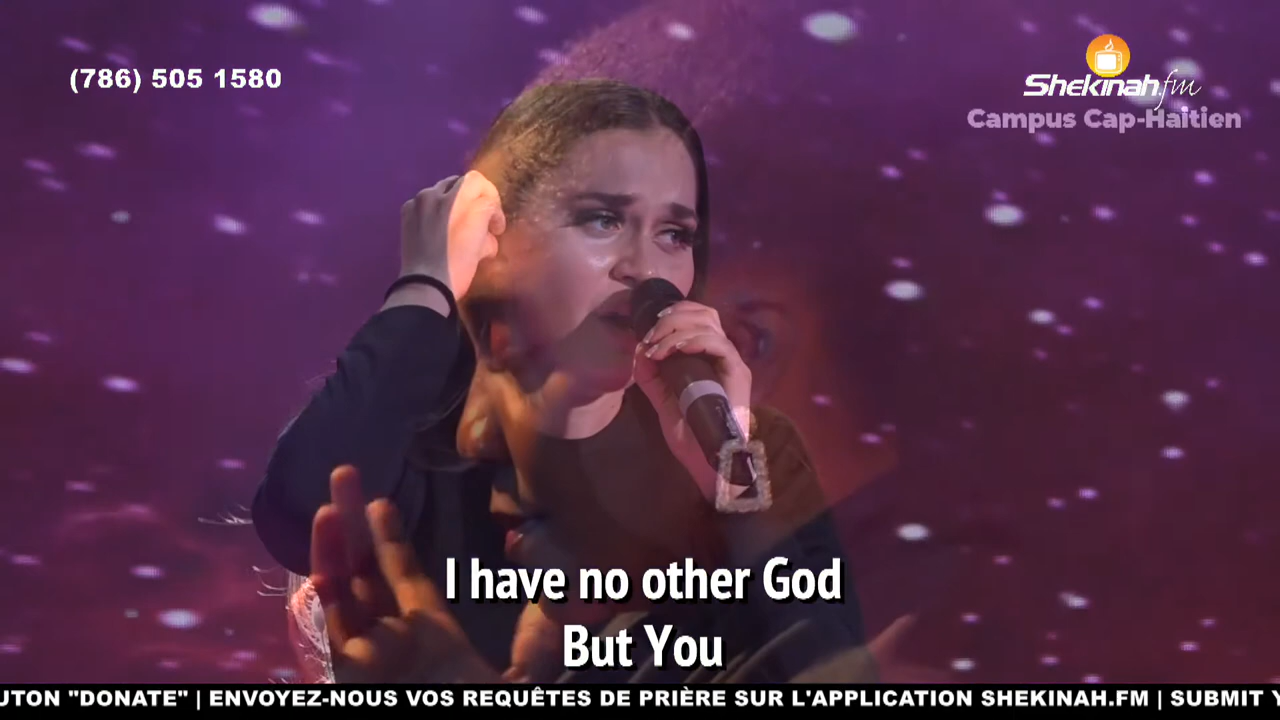 (786) 505 1580
Shekinah.fm
Campus Cap-Haitien
I have no other God
But You
UTON "DONATE" | ENVOYEZ-NOUS VOS REQUÊTES DE PRIÈRE SUR L'APPLICATION SHEKINAH.FM | SUBMIT Y